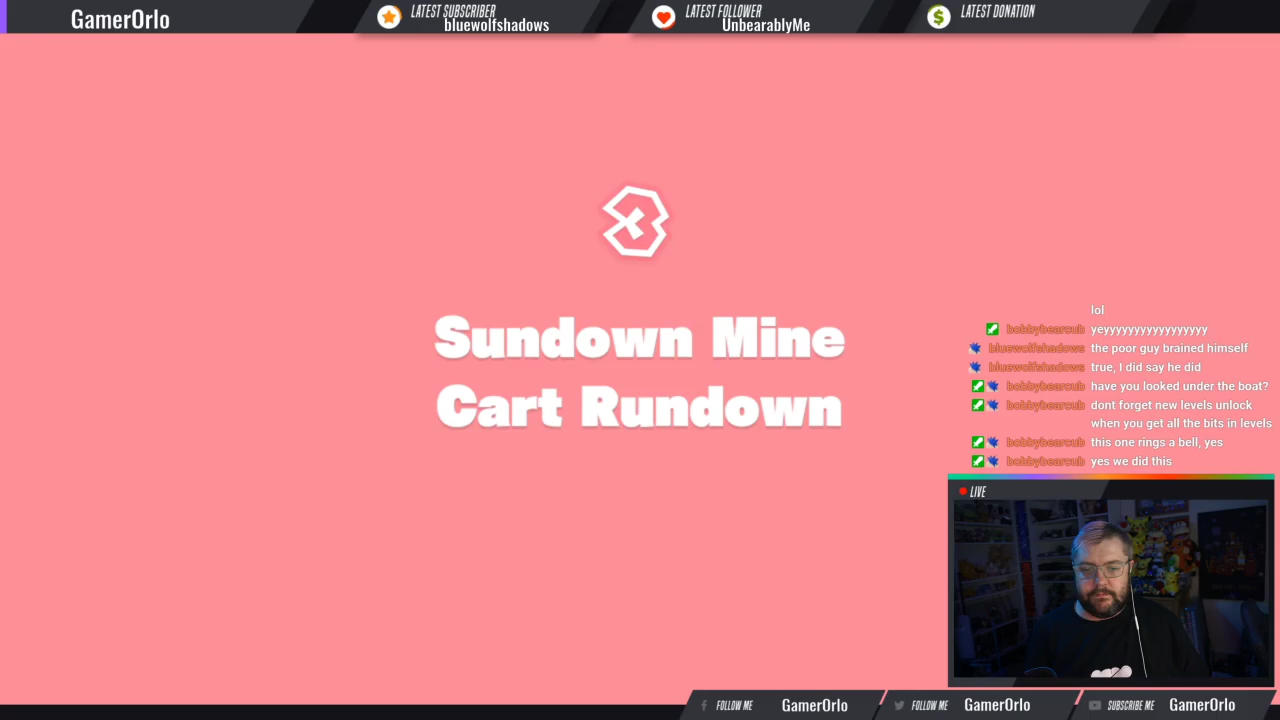 GamerOrlo
LATEST SUBSCRIBER
bluewolfshadows
LATEST FOLLOWER
UnbearablyMe
LATEST DONATION
Sundown Mine
Cart Rundown
lol
bobbybearcub yeyyyyyyyyyyyyyyyyy
bluewolfshadows the poor guy brained himself
bluewolfshadows true, I did say he did
bobbybearcub have you looked under the boat?
bobbybearcub dont forget new levels unlock
when you get all the bits in levels
bobbybearcub this one rings a bell, yes
bobbybearcub yes we did this
LIVE
FOLLOW ME GamerOrlo
FOLLOW ME GamerOrlo
SUBSCRIBE ME GamerOrlo